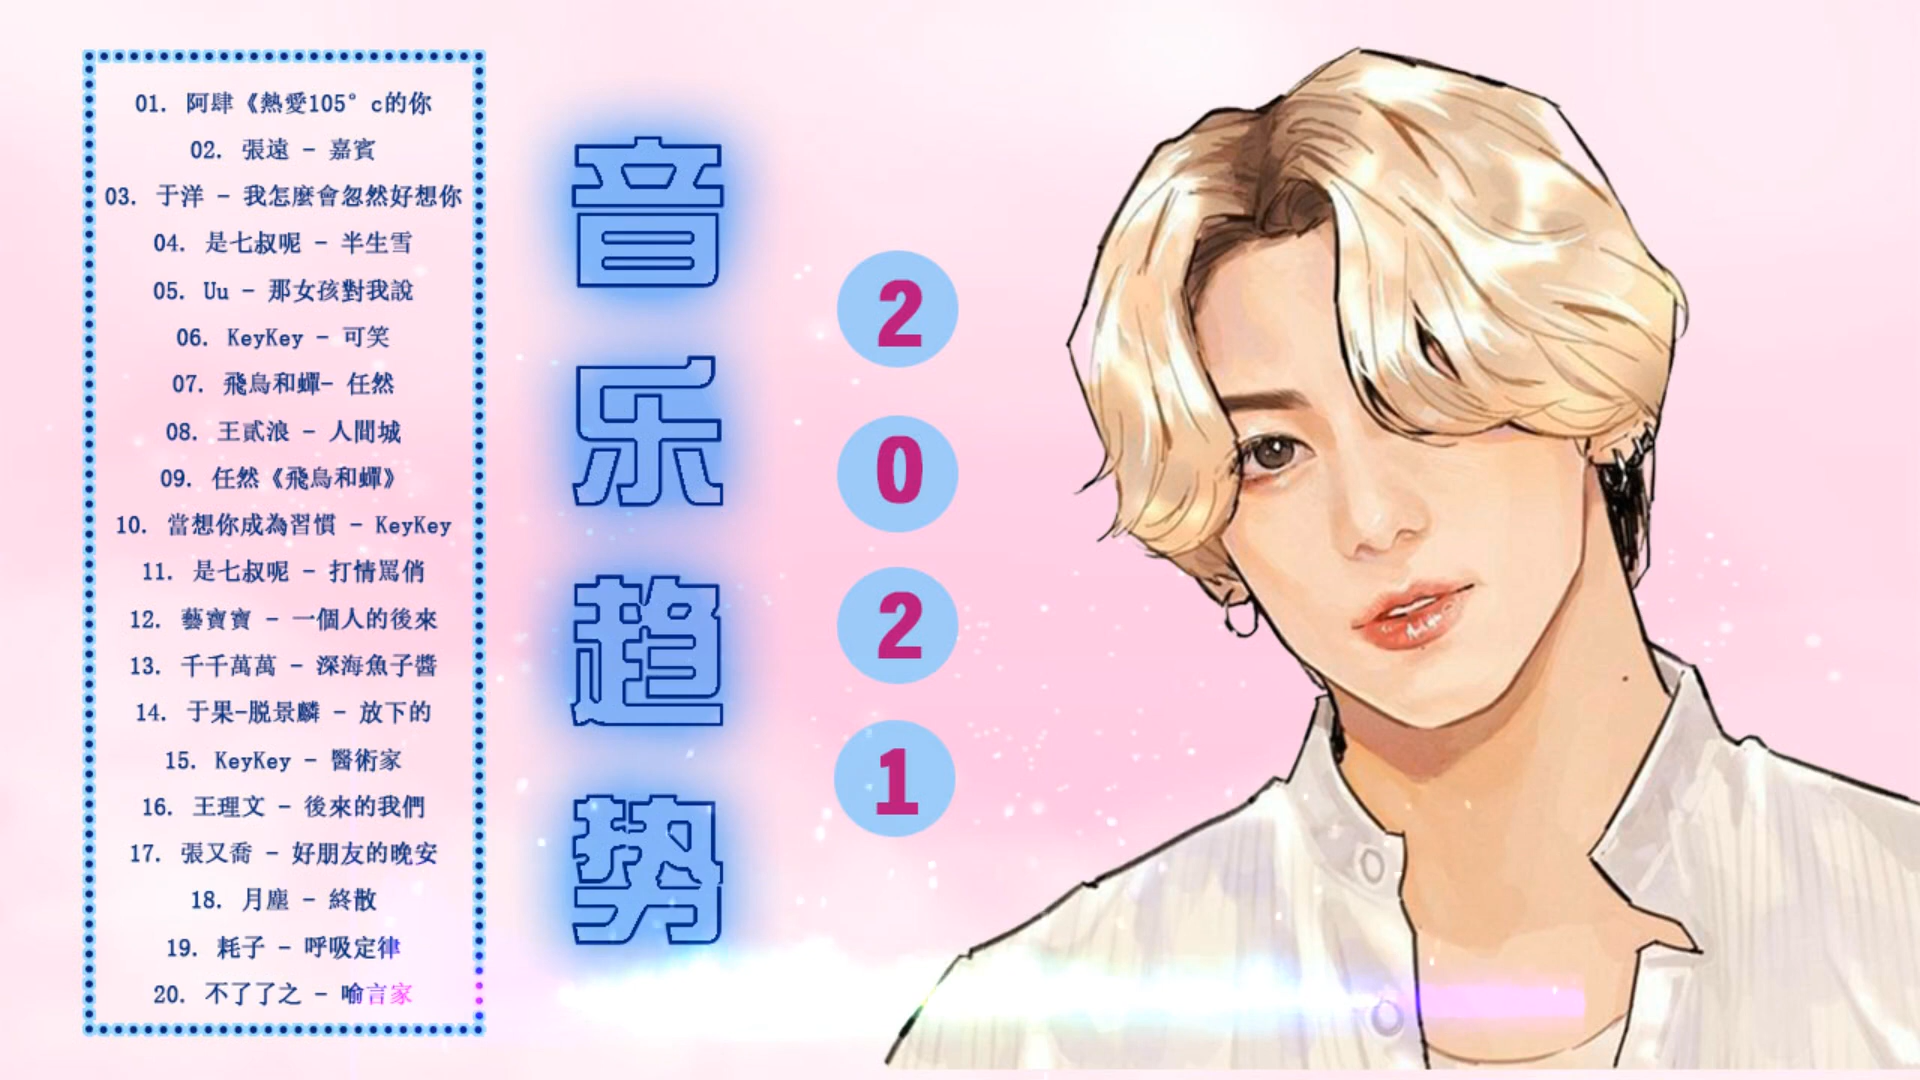 01. 阿肆《熱愛105°c的你
02. 張遠 - 嘉賓
03. 于洋 - 我怎麼會忽然好想你
04. 是七叔呢 - 半生雪
05. Uu - 那女孩對我說
06. KeyKey - 可笑
07. 飛鳥和蟬- 任然
08. 王貳浪 - 人間城
09. 任然《飛鳥和蟬》
10. 當想你成為習慣 - KeyKey
11. 是七叔呢 - 打情罵俏
12. 藝寶寶 - 一個人的後來
13. 千千萬萬 - 深海魚子醬
14. 于果-脱景麟 - 放下的
15. KeyKey - 醫術家
16. 王理文 - 後來的我們
17. 張又喬 - 好朋友的晚安
18. 月塵 - 終散
19. 耗子 - 呼吸定律
20. 不了了之 - 喻言家
音乐趋势
2021